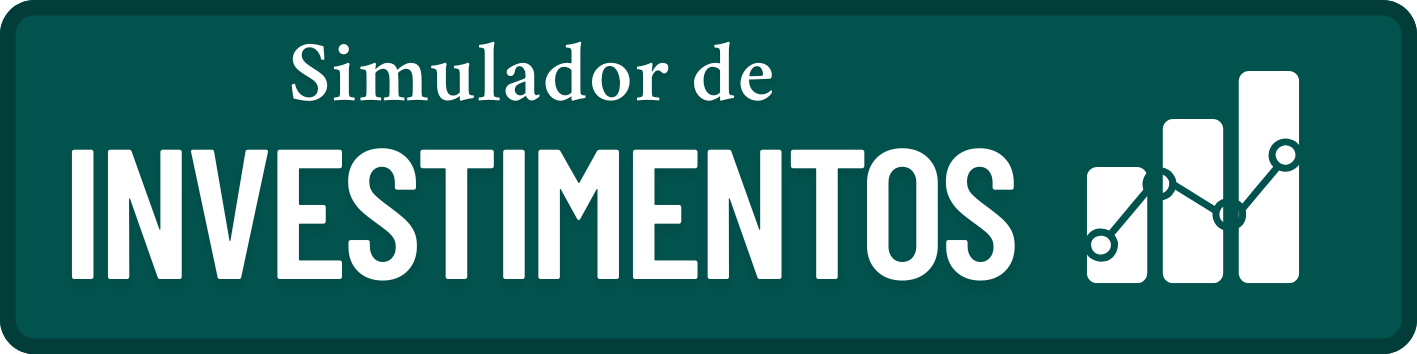 Simulador de
INVESTIMENTOS